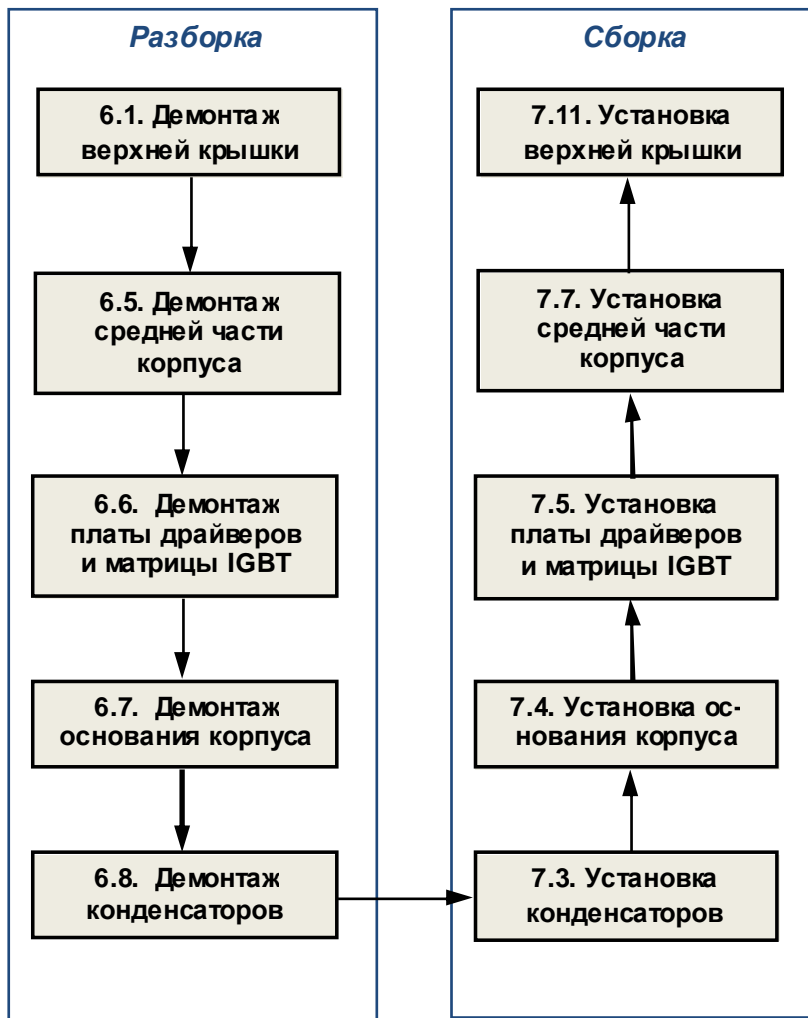 Разборка
6.1. Демонтаж
верхней крышки
6.5. Демонтаж
средней части
корпуса
6.6. Демонтаж
платы драйверов
и матрицы IGBT
6.7. Демонтаж
основания корпуса
6.8. Демонтаж
конденсаторов
Сборка
7.11. Установка
верхней крышки
7.7. Установка
средней части
корпуса
7.5. Установка
платы драйверов
и матрицы IGBT
7.4. Установка ос-
нования корпуса
7.3. Установка
конденсаторов